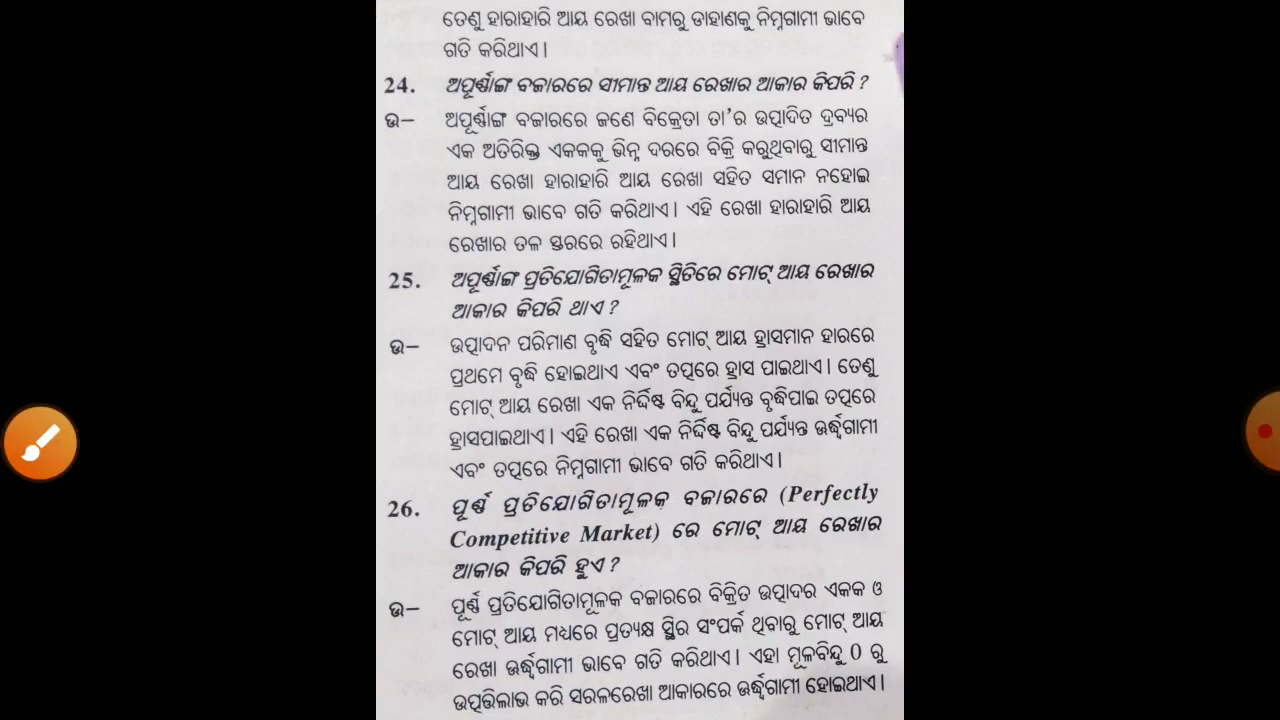 ତେଣୁ ହାରାହାରି ଆୟ ରେଖା ବାମରୁ ଡାହାଣକୁ ନିମ୍ନଗାମୀ ଭାବେ
ଗତି କରିଥାଏ।
24. ଅପୂର୍ଣ୍ଣାଙ୍ଗ ବଜାରରେ ସୀମାନ୍ତ ଆୟ ରେଖାର ଆକାର କିପରି ?
ଉ– ଅପୂର୍ଣ୍ଣାଙ୍ଗ ବଜାରରେ ଜଣେ ବିକ୍ରେତା ତା'ର ଉତ୍ପାଦିତ ଦ୍ରବ୍ୟର
ଏକ ଅତିରିକ୍ତ ଏକକକୁ ଭିନ୍ନ ଦରରେ ବିକ୍ରି କରୁଥିବାରୁ ସୀମାନ୍ତ
ଆୟ ରେଖା ହାରାହାରି ଆୟ ରେଖା ସହିତ ସମାନ ନହୋଇ
ନିମ୍ନଗାମୀ ଭାବେ ଗତି କରିଥାଏ। ଏହି ରେଖା ହାରାହାରି ଆୟ
ରେଖାର ତଳ ସ୍ତରରେ ରହିଥାଏ।
25. ଅପୂର୍ଣ୍ଣାଙ୍ଗ ପ୍ରତିଯୋଗିତାମୂଳକ ସ୍ଥିତିରେ ମୋଟ୍ ଆୟ ରେଖାର
ଆକାର କିପରି ଥାଏ ?
ଉ– ଉତ୍ପାଦନ ପରିମାଣ ବୃଦ୍ଧି ସହିତ ମୋଟ୍ ଆୟ ହ୍ରାସମାନ ହାରରେ
ପ୍ରଥମେ ବୃଦ୍ଧି ହୋଇଥାଏ ଏବଂ ତତ୍ପରେ ହ୍ରାସ ପାଇଥାଏ। ତେଣୁ
ମୋଟ୍ ଆୟ ରେଖା ଏକ ନିର୍ଦ୍ଦିଷ୍ଟ ବିନ୍ଦୁ ପର୍ଯ୍ୟନ୍ତ ବୃଦ୍ଧିପାଇ ତତ୍ପରେ
ହ୍ରାସପାଇଥାଏ। ଏହି ରେଖା ଏକ ନିର୍ଦ୍ଦିଷ୍ଟ ବିନ୍ଦୁ ପର୍ଯ୍ୟନ୍ତ ଊର୍ଦ୍ଧ୍ୱଗାମୀ
ଏବଂ ତତ୍ପରେ ନିମ୍ନଗାମୀ ଭାବେ ଗତି କରିଥାଏ।
26. ପୂର୍ଣ୍ଣ ପ୍ରତିଯୋଗିତାମୂଳକ ବଜାରରେ (Perfectly
Competitive Market) ରେ ମୋଟ୍ ଆୟ ରେଖାର
ଆକାର କିପରି ହୁଏ ?
ଉ– ପୂର୍ଣ୍ଣ ପ୍ରତିଯୋଗିତାମୂଳକ ବଜାରରେ ବିକ୍ରିତ ଉତ୍ପାଦର ଏକକ ଓ
ମୋଟ୍ ଆୟ ମଧ୍ୟରେ ପ୍ରତ୍ୟକ୍ଷ ସ୍ଥିର ସଂପର୍କ ଥିବାରୁ ମୋଟ୍ ଆୟ
ରେଖା ଊର୍ଦ୍ଧ୍ୱଗାମୀ ଭାବେ ଗତି କରିଥାଏ। ଏହା ମୂଳବିନ୍ଦୁ 0 ରୁ
ଉତ୍ପତ୍ତିଲାଭ କରି ସରଳରେଖା ଆକାରରେ ଊର୍ଦ୍ଧ୍ୱଗାମୀ ହୋଇଥାଏ।